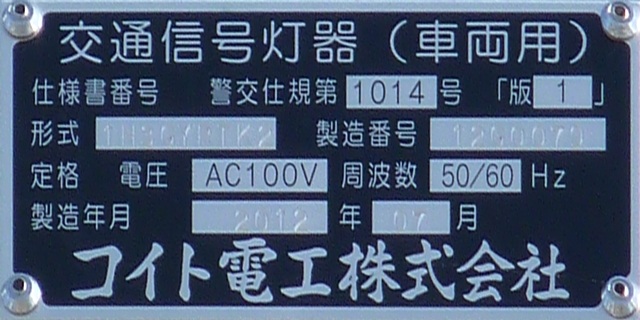 交通信号灯器（車両用）
仕様書番号 警交仕規第 1014 号 「版 1 」
形式 製造番号
定格 電圧 AC100V 周波数 50/60 Hz
製造年月 2012 年 07 月
コイト電工株式会社